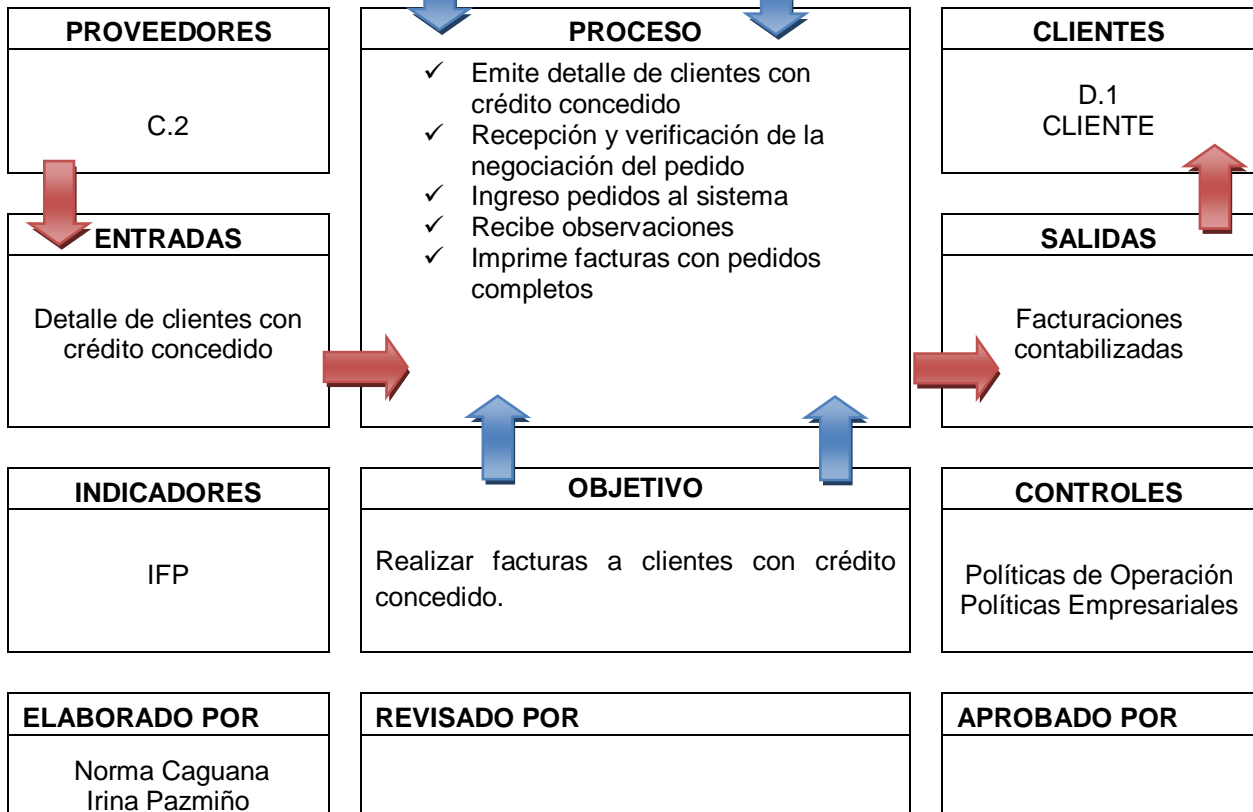 PROVEEDORES
C.2
ENTRADAS
Detalle de clientes con
crédito concedido
PROCESO
✓ Emite detalle de clientes con
crédito concedido
✓ Recepción y verificación de la
negociación del pedido
✓ Ingreso pedidos al sistema
✓ Recibe observaciones
✓ Imprime facturas con pedidos
completos
CLIENTES
D.1
CLIENTE
SALIDAS
Facturaciones
contabilizadas
INDICADORES
IFP
OBJETIVO
Realizar facturas a clientes con crédito
concedido.
CONTROLES
Políticas de Operación
Políticas Empresariales
ELABORADO POR
Norma Caguana
Irina Pazmiño
REVISADO POR
APROBADO POR